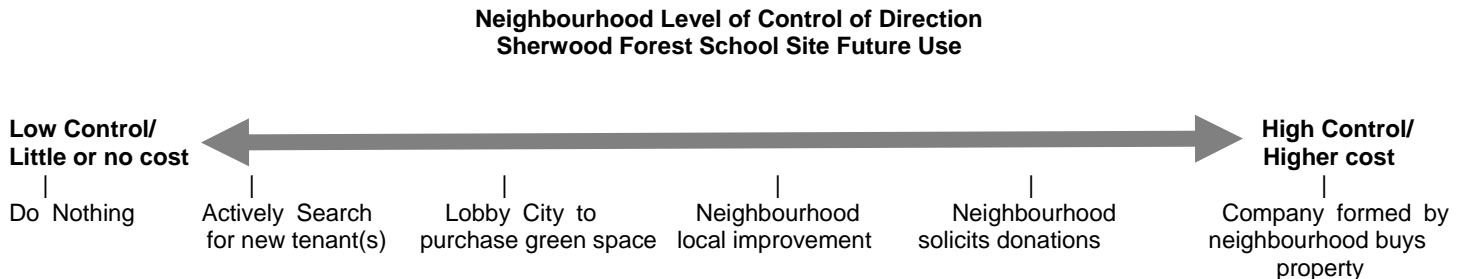 Neighbourhood Level of Control of Direction
Sherwood Forest School Site Future Use
Low Control/
Little or no cost
High Control/
Higher cost
| | | | | |
Do Nothing
Actively Search
for new tenant(s)
Lobby City to
purchase green space
Neighbourhood
local improvement
Neighbourhood
solicits donations
Company formed by
neighbourhood buys
property